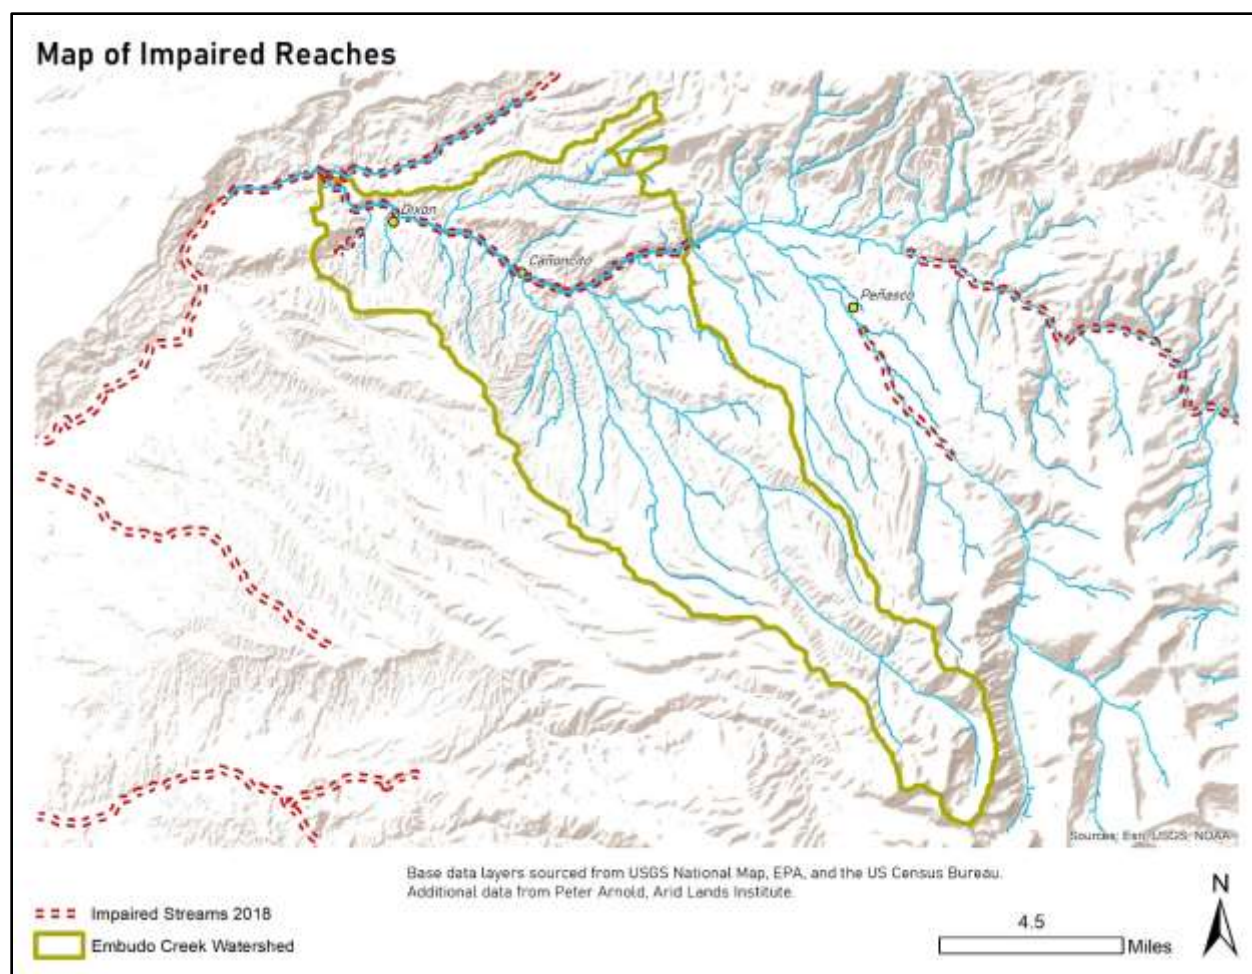 Map of Impaired Reaches
Dixon
Cañoncito
Peñasco
Sources: Esri, USGS, NOAA
Base data layers sourced from USGS National Map, EPA, and the US Census Bureau.
Additional data from Peter Arnold, Arid Lands Institute.
N
Impaired Streams 2018
4.5
Embudo Creek Watershed
Miles